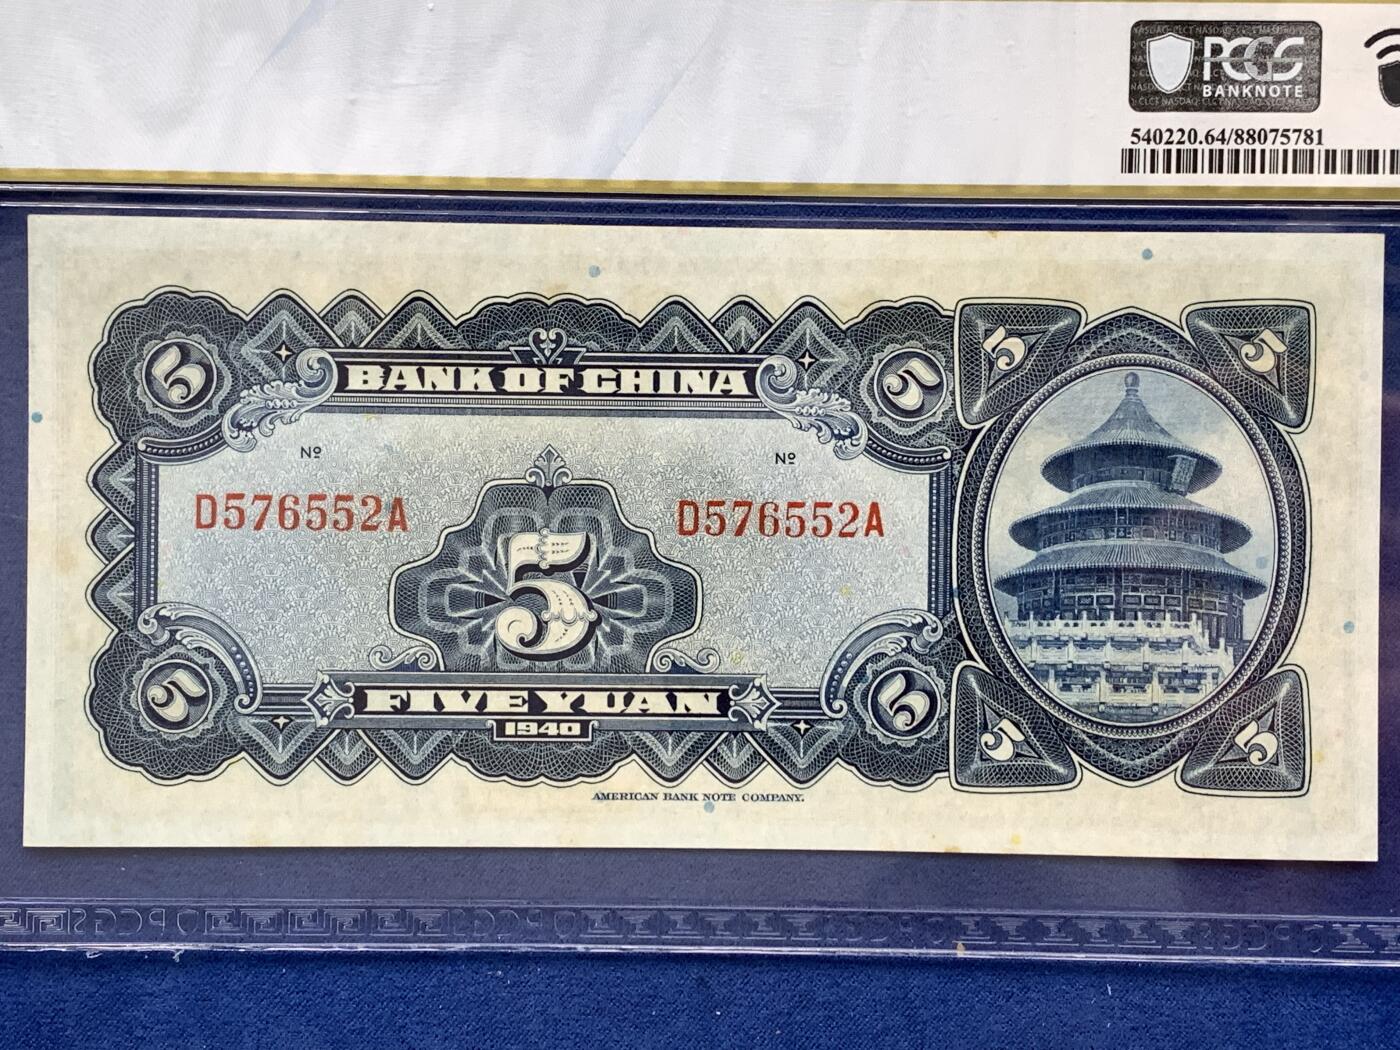 PCGS
BANKNOTE
540220.64/88075781
5 5 5 5
BANK OF CHINA
Nº Nº
D576552A D576552A
5
5 FIVE YUAN 5 5 5
1940
AMERICAN BANK NOTE COMPANY.